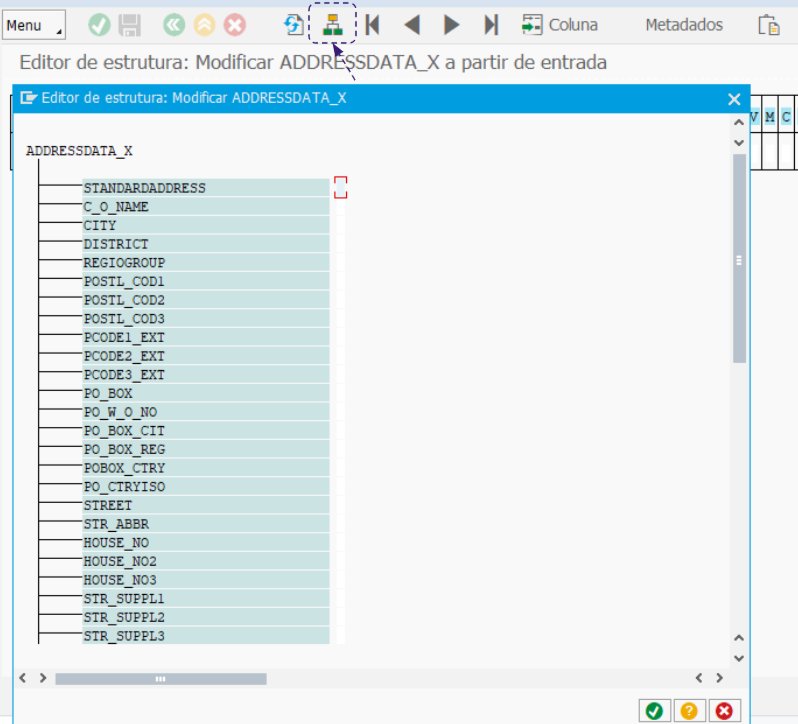 Menu Coluna Metadados
Editor de estrutura: Modificar ADDRESSDATA_X a partir de entrada
Editor de estrutura: Modificar ADDRESSDATA_X
V M C
ADDRESSDATA_X
STANDARDADDRESS
C_O_NAME
CITY
DISTRICT
REGIOGROUP
POSTL_COD1
POSTL_COD2
POSTL_COD3
PCODE1_EXT
PCODE2_EXT
PCODE3_EXT
PO_BOX
PO_W_O_NO
PO_BOX_CIT
PO_BOX_REG
POBOX_CTRY
PO_CTRYISO
STREET
STR_ABBR
HOUSE_NO
HOUSE_NO2
HOUSE_NO3
STR_SUPPL1
STR_SUPPL2
STR_SUPPL3